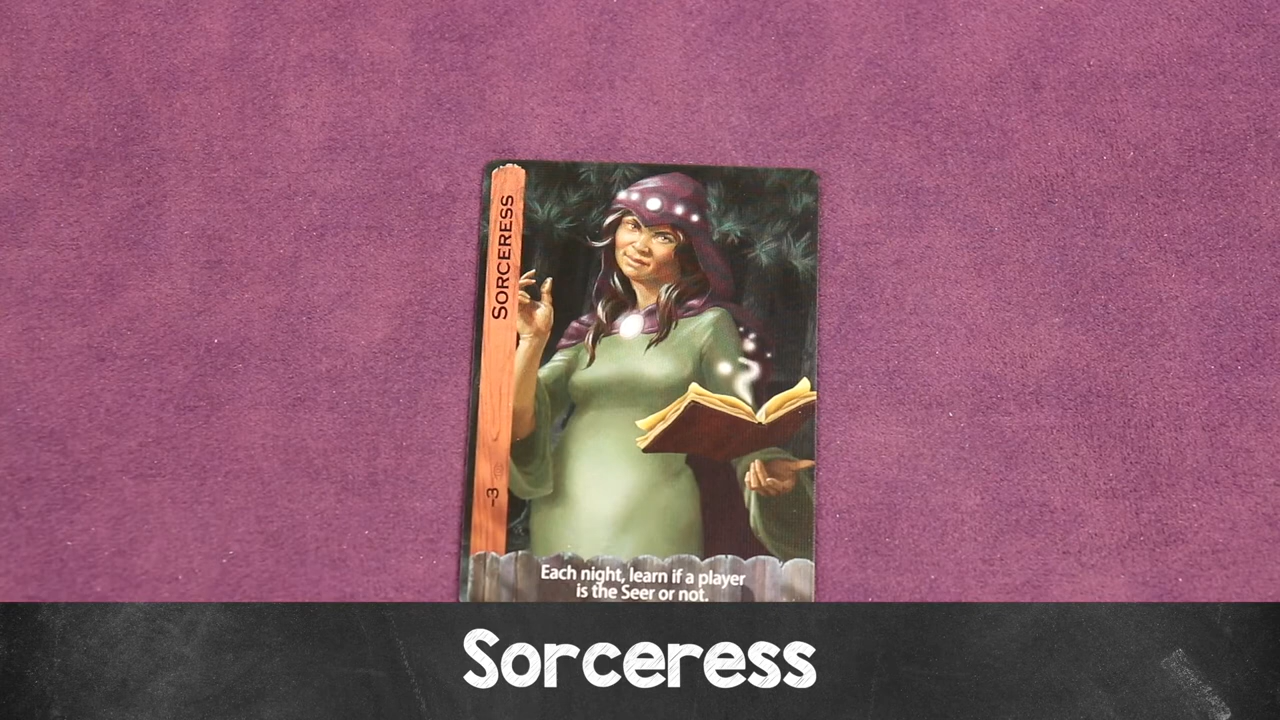 SORCERESS
-3
Each night, learn if a player
is the Seer or not.
Sorceress